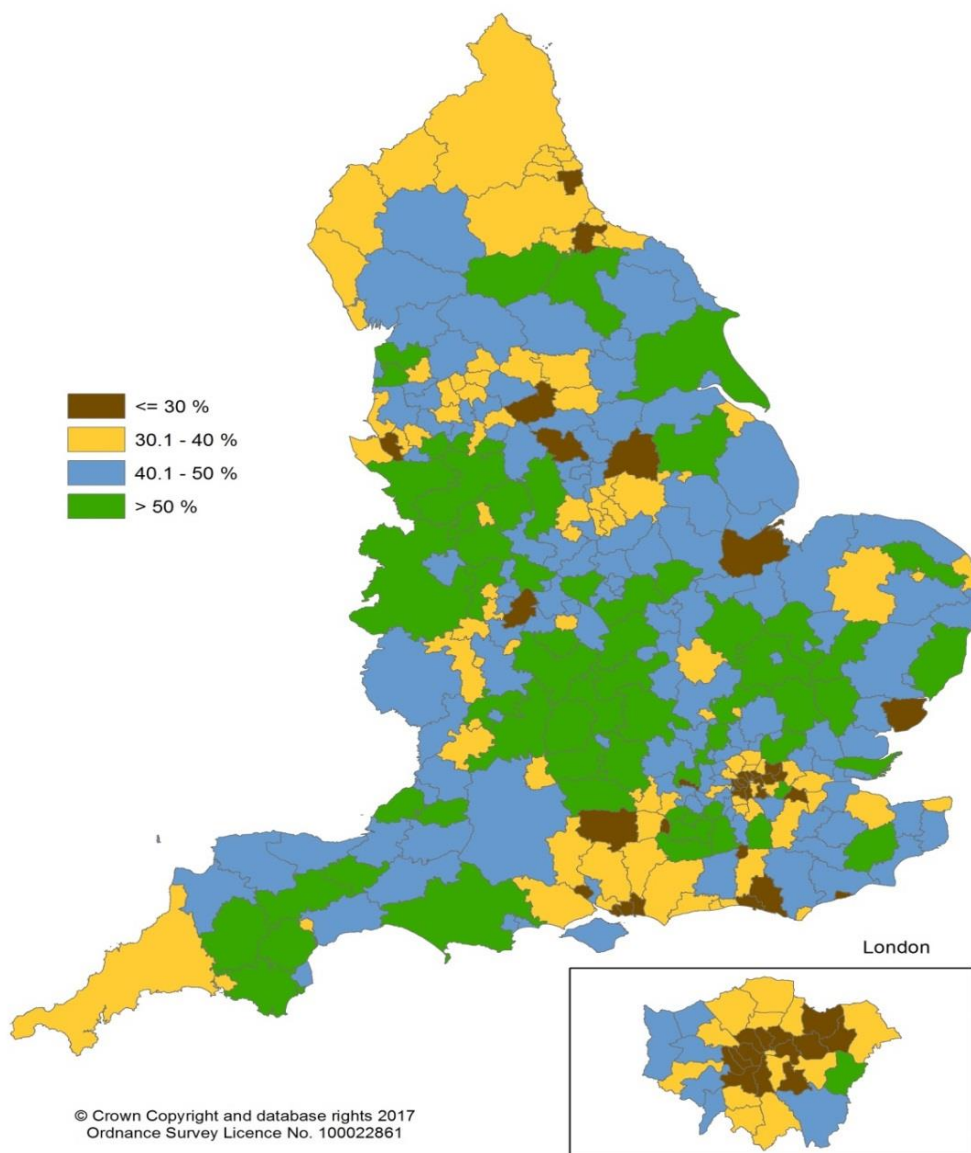 <= 30 %
30.1 - 40 %
40.1 - 50 %
> 50 %
London
© Crown Copyright and database rights 2017
Ordnance Survey Licence No. 100022861